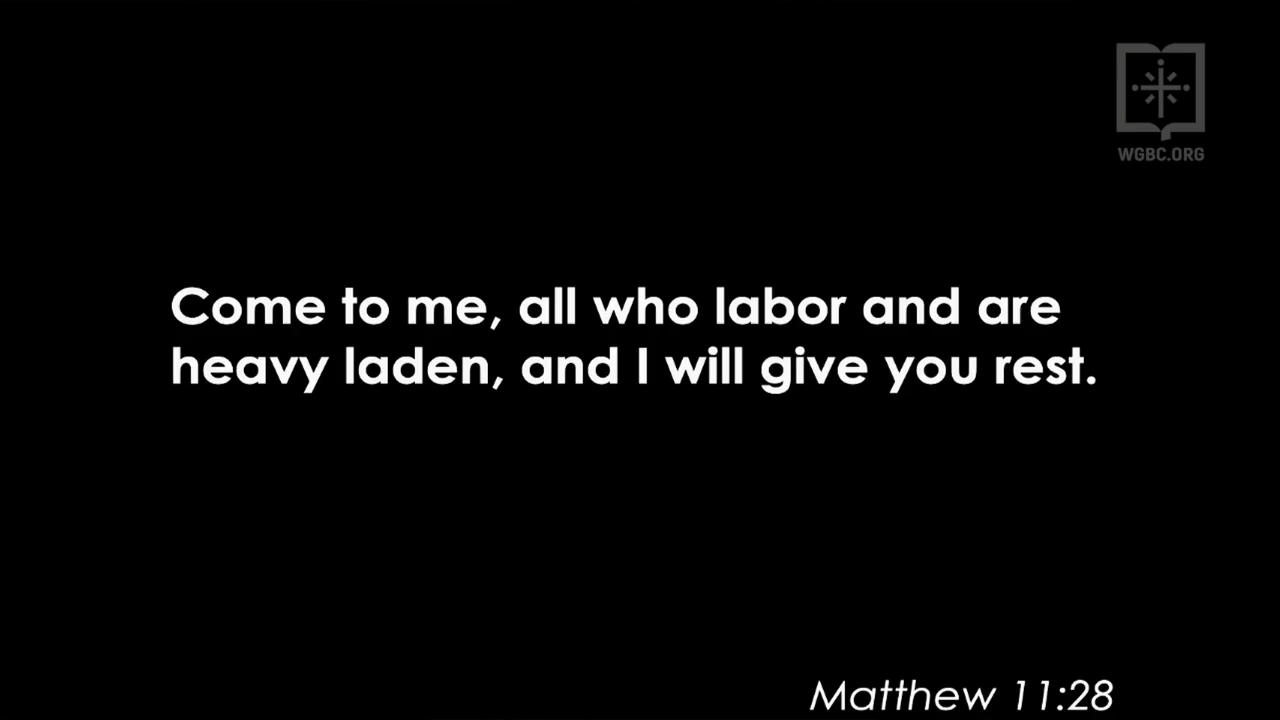 WGBC.ORG
Come to me, all who labor and are
heavy laden, and I will give you rest.
Matthew 11:28